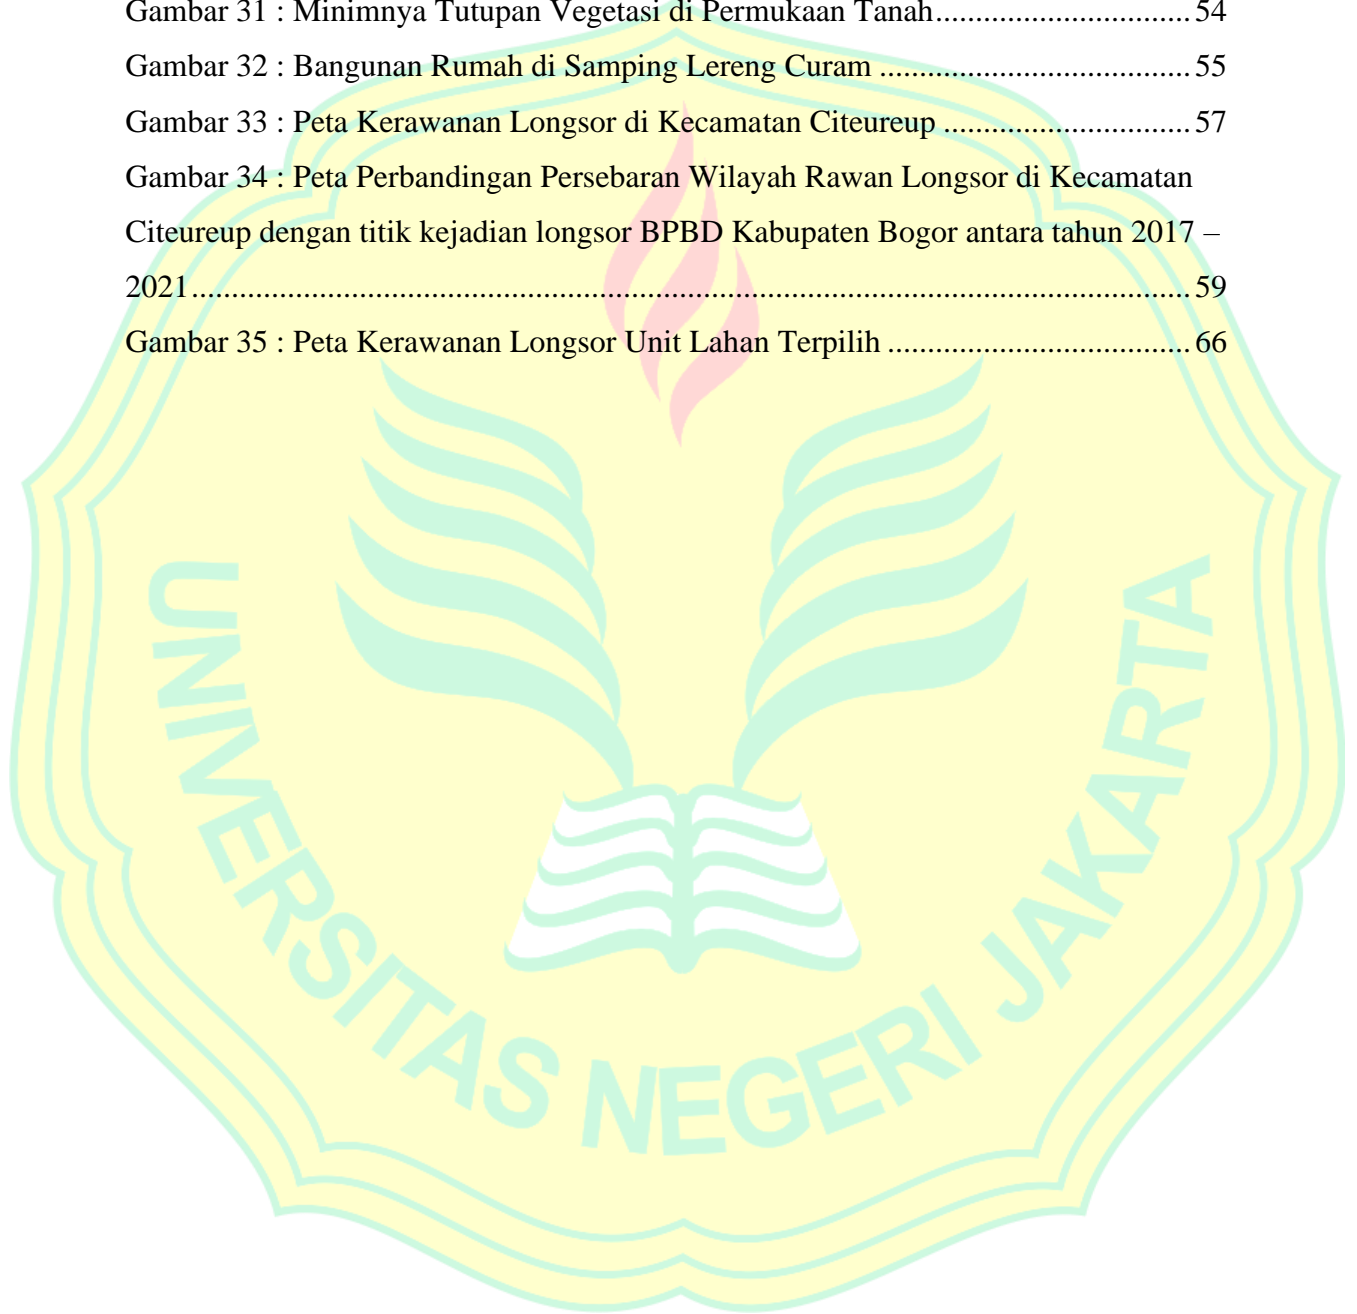 Gambar 31 : Minimnya Tutupan Vegetasi di Permukaan Tanah................................54
Gambar 32 : Bangunan Rumah di Samping Lereng Curam .......................................55
Gambar 33 : Peta Kerawanan Longsor di Kecamatan Citeureup ...............................57
Gambar 34 : Peta Perbandingan Persebaran Wilayah Rawan Longsor di Kecamatan
Citeureup dengan titik kejadian longsor BPBD Kabupaten Bogor antara tahun 2017 –
2021.............................................................................................................................59
Gambar 35 : Peta Kerawanan Longsor Unit Lahan Terpilih ......................................66
UNIVERSITAS NEGERI JAKARTA